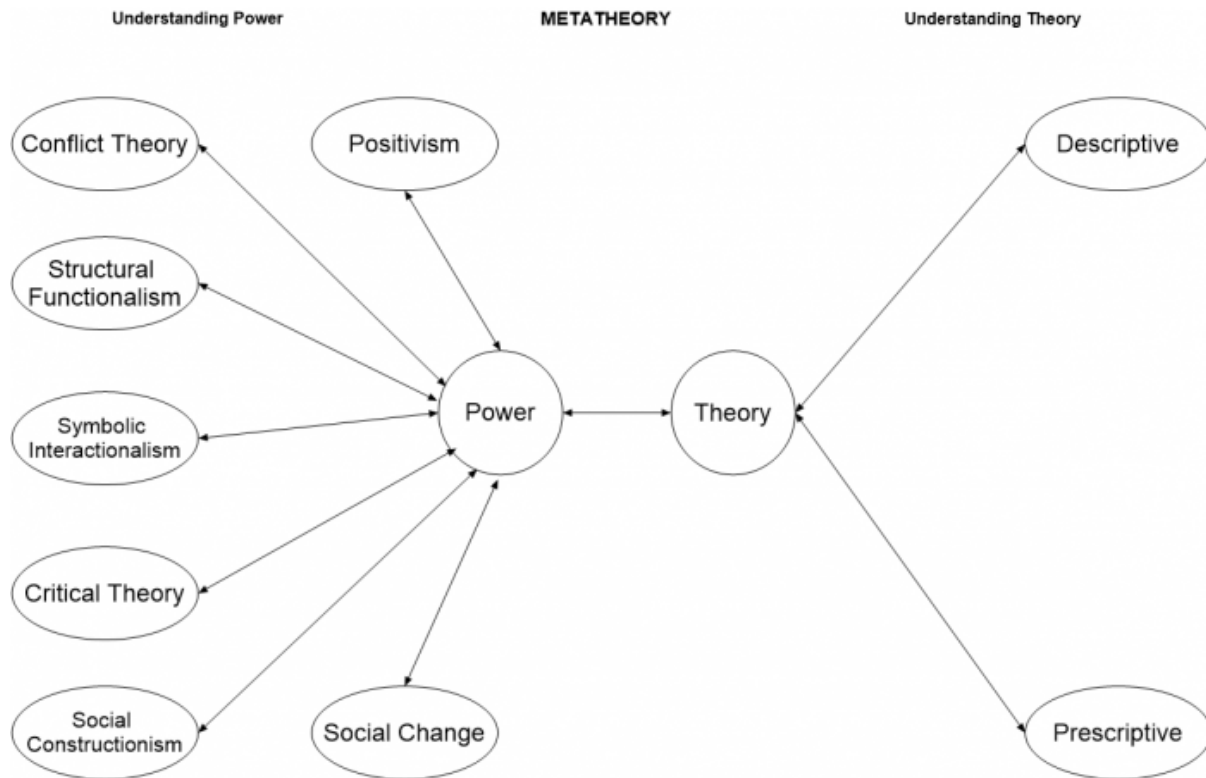 Understanding Power
METATHEORY
Understanding Theory
Conflict Theory
Positivism
Descriptive
Structural
Functionalism
Power
Theory
Symbolic
Interactionalism
Critical Theory
Social
Constructionism
Social Change
Prescriptive